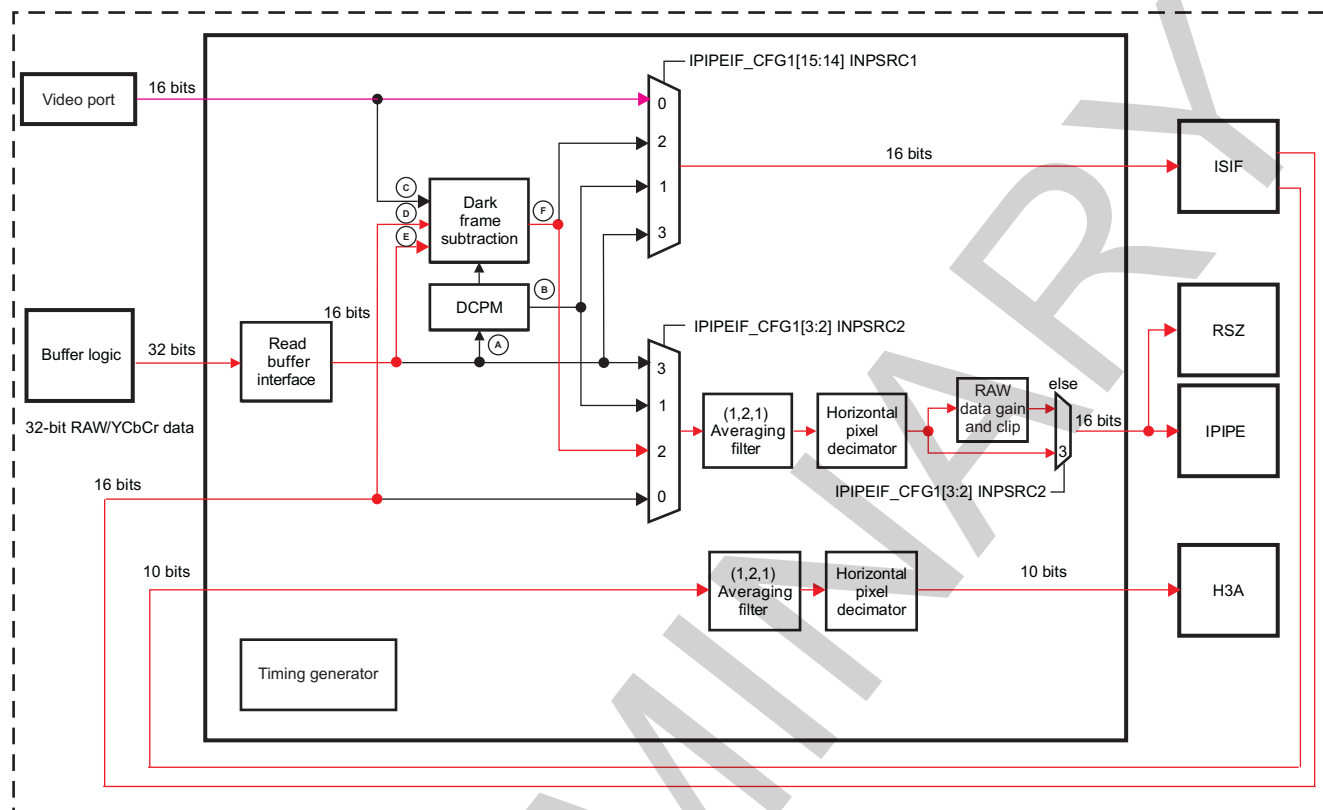 IPIPEIF_CFG1[15:14] INPSRC1
Video port
16 bits
0
2
1
3
16 bits
ISIF
C
D
E
Dark
frame
subtraction
F
DCPM
B
A
Buffer logic
32 bits
32-bit RAW/YCbCr data
Read
buffer
interface
16 bits
IPIPEIF_CFG1[3:2] INPSRC2
3
1
2
0
(1,2,1)
Averaging
filter
Horizontal
pixel
decimator
RAW
data gain
and clip
else
3
16 bits
IPIPEIF_CFG1[3:2] INPSRC2
RSZ
IPIPE
16 bits
10 bits
(1,2,1)
Averaging
filter
Horizontal
pixel
decimator
10 bits
H3A
Timing generator
MINARY